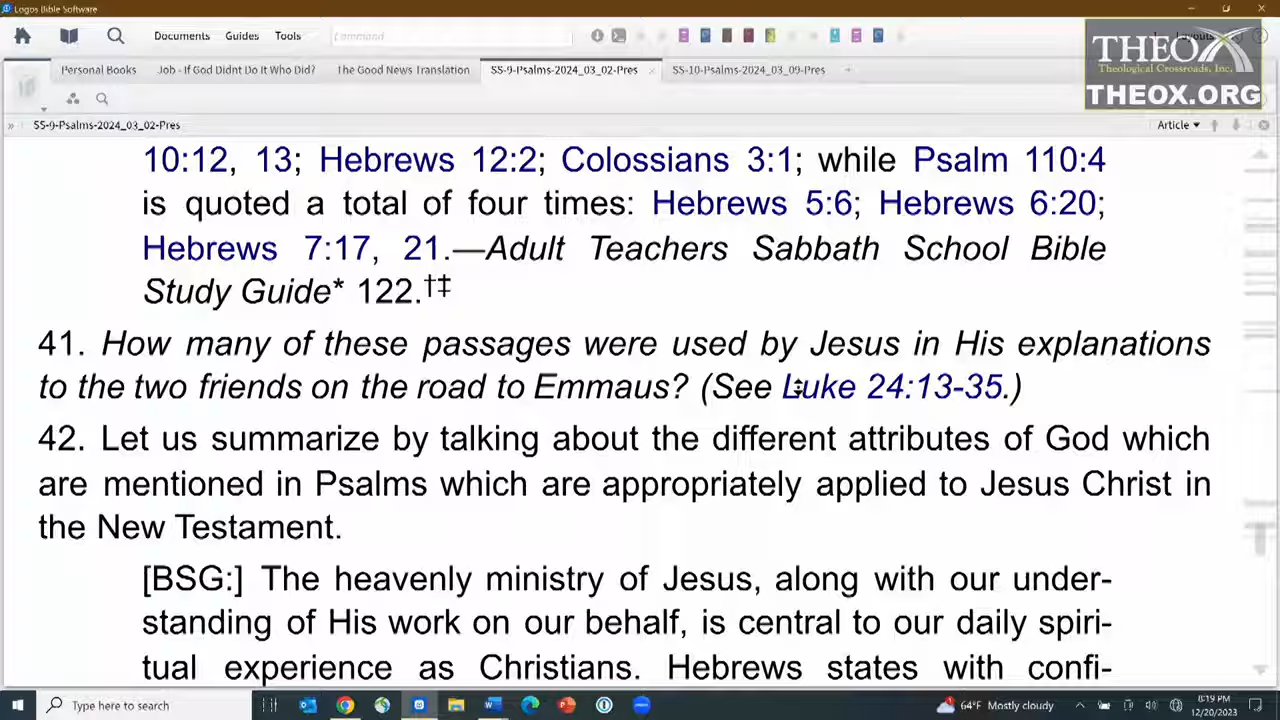 Logos Bible Software
Documents Guides Tools Command
THEOX
Theological Crossroads, Inc.
THEOX.ORG
Personal Books Job - If God Didnt Do It Who Did? SS-9-Psalms-2024_03_02-Pres SS-10-Psalms-2024_03_09-Pres
SS-9-Psalms-2024_03_02-Pres Article
10:12, 13; Hebrews 12:2; Colossians 3:1; while Psalm 110:4
is quoted a total of four times: Hebrews 5:6; Hebrews 6:20;
Hebrews 7:17, 21.—Adult Teachers Sabbath School Bible
Study Guide* 122.†‡
41. How many of these passages were used by Jesus in His explanations
to the two friends on the road to Emmaus? (See Luke 24:13-35.)
42. Let us summarize by talking about the different attributes of God which
are mentioned in Psalms which are appropriately applied to Jesus Christ in
the New Testament.
[BSG:] The heavenly ministry of Jesus, along with our under-
standing of His work on our behalf, is central to our daily spiri-
tual experience as Christians. Hebrews states with confi-
Type here to search 64°F Mostly cloudy 8:19 PM
12/20/2023